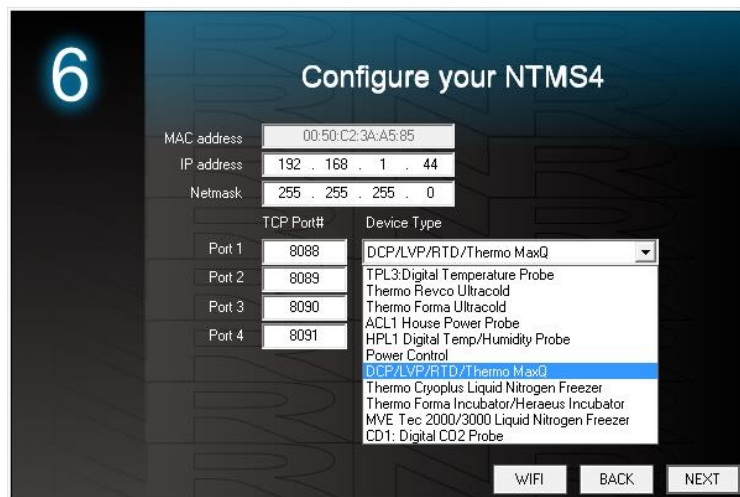 6
Configure your NTMS4
MAC address 00:50:C2:3A:A5:85
IP address 192 . 168 . 1 . 44
Netmask 255 . 255 . 255 . 0
TCP Port# Device Type
Port 1 8088 DCP/LVP/RTD/Thermo MaxQ
Port 2 8089
Port 3 8090
Port 4 8091
TPL3:Digital Temperature Probe
Thermo Revco Ultracold
Thermo Forma Ultracold
ACL1 House Power Probe
HPL1 Digital Temp/Humidity Probe
Power Control
DCP/LVP/RTD/Thermo MaxQ
Thermo Cryoplus Liquid Nitrogen Freezer
Thermo Forma Incubator/Heraeus Incubator
MVE Tec 2000/3000 Liquid Nitrogen Freezer
CD1: Digital CO2 Probe
WIFI BACK NEXT